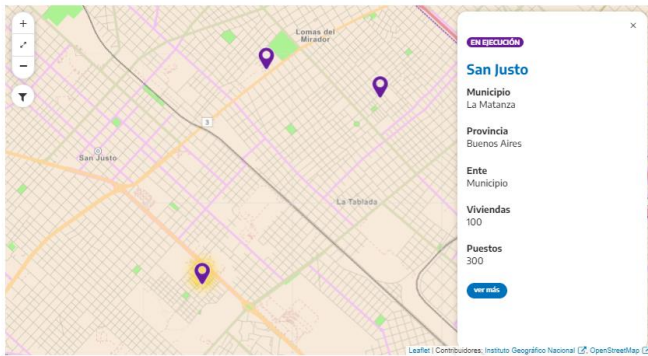 +
−
Lomas del
Mirador
3
San Justo
La Tablada
×
EN EJECUCIÓN
San Justo
Municipio
La Matanza
Provincia
Buenos Aires
Ente
Municipio
Viviendas
100
Puestos
300
ver más
Leaflet | Contribuidores: Instituto Geográfico Nacional , OpenStreetMap